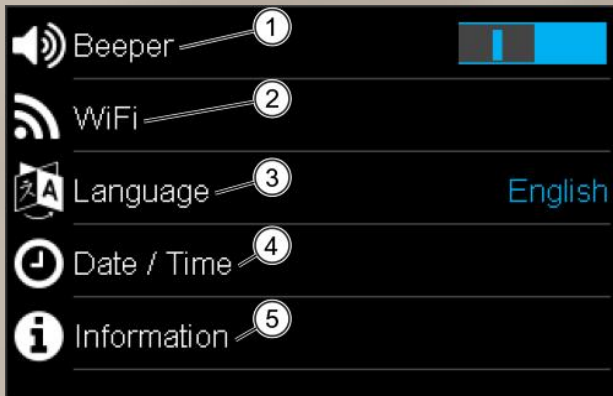 Beeper 1
WiFi 2
Language 3 English
Date / Time 4
Information 5